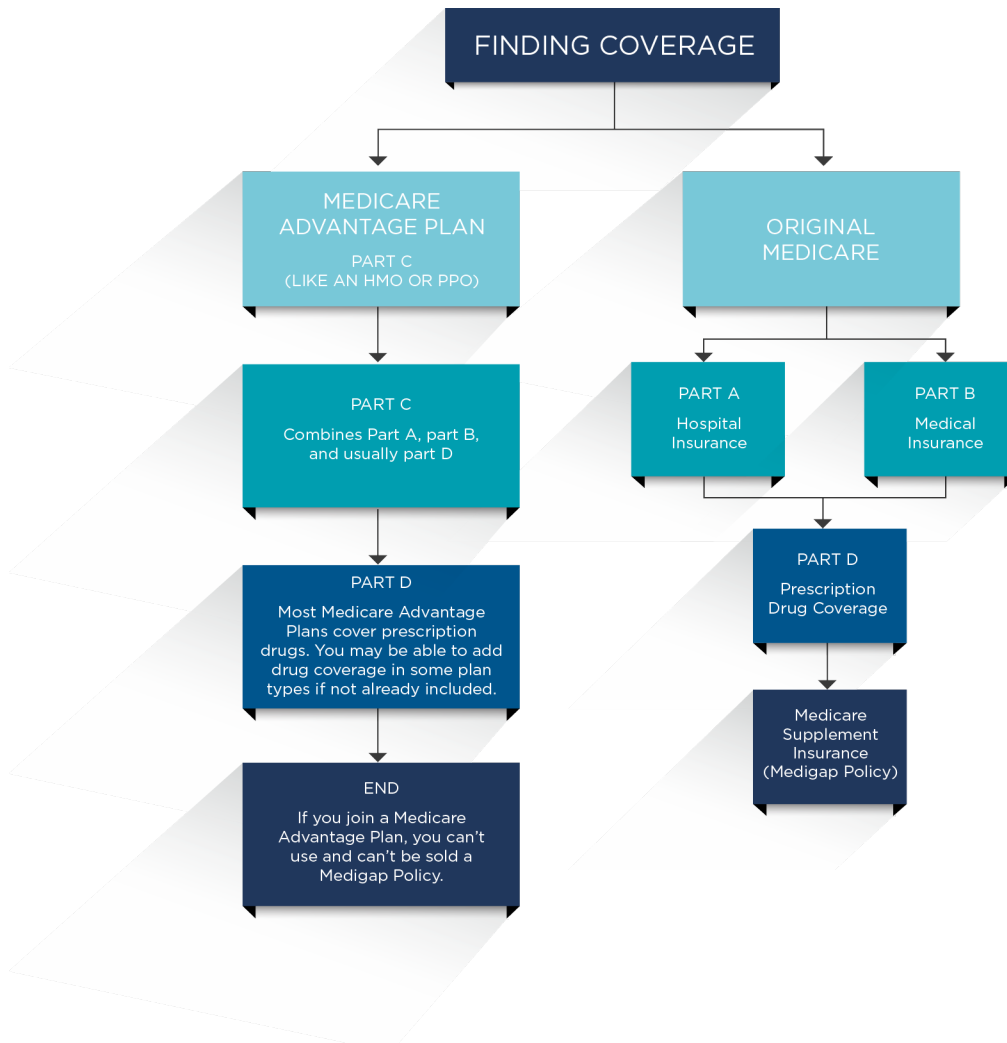 FINDING COVERAGE
MEDICARE
ADVANTAGE PLAN
PART C
(LIKE AN HMO OR PPO)
PART C
Combines Part A, part B,
and usually part D
PART D
Most Medicare Advantage
Plans cover prescription
drugs. You may be able to add
drug coverage in some plan
types if not already included.
END
If you join a Medicare
Advantage Plan, you can't
use and can't be sold a
Medigap Policy.
ORIGINAL
MEDICARE
PART A
Hospital
Insurance
PART B
Medical
Insurance
PART D
Prescription
Drug Coverage
Medicare
Supplement
Insurance
(Medigap Policy)